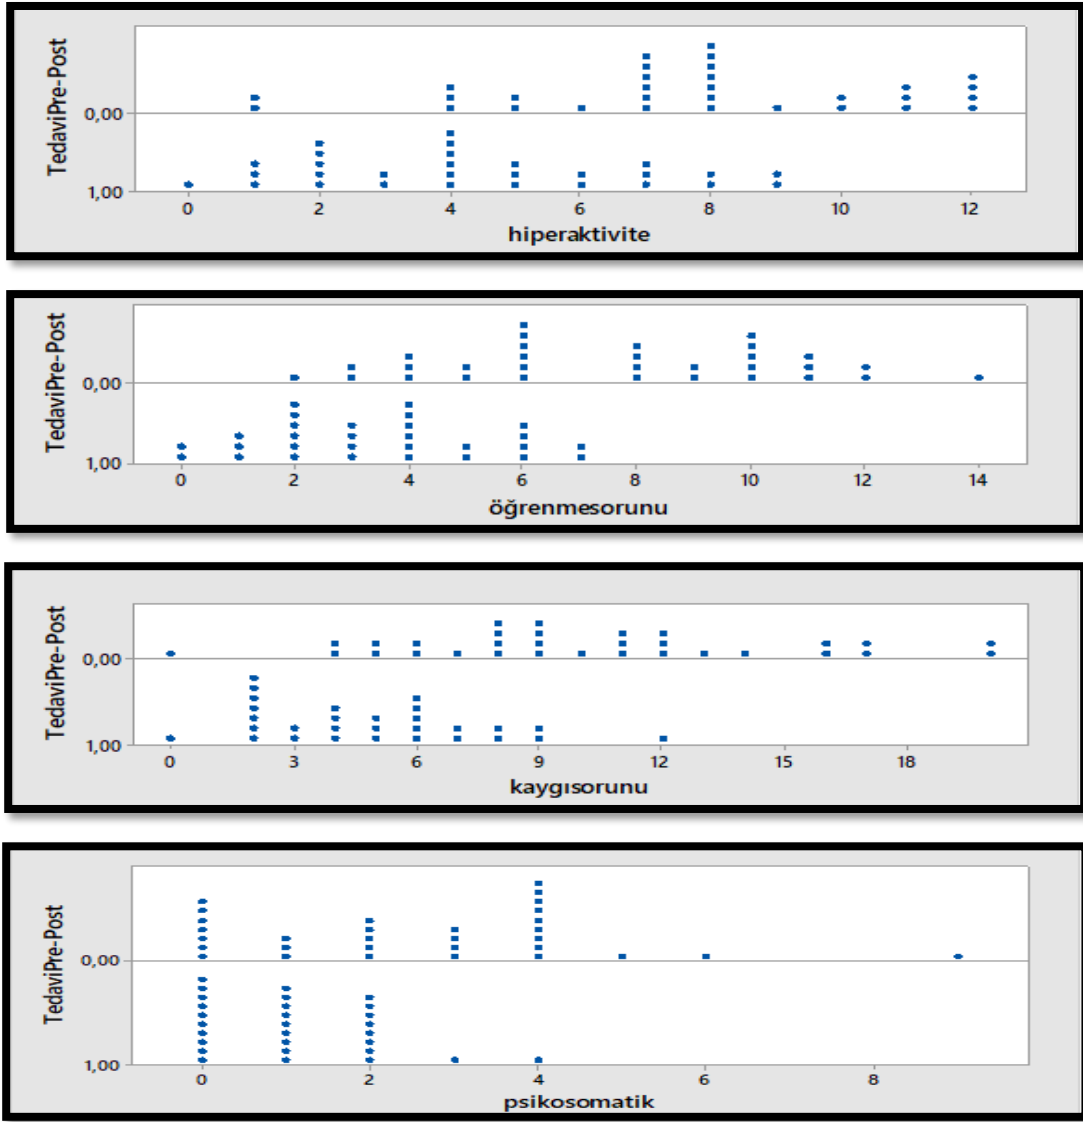 TedaviPre-Post
0,00
1,00
0 2 4 6 8 10 12
hiperaktivite
TedaviPre-Post
0,00
1,00
0 2 4 6 8 10 12 14
öğrenmesorunu
TedaviPre-Post
0,00
1,00
0 3 6 9 12 15 18
kaygısorunu
TedaviPre-Post
0,00
1,00
0 2 4 6 8
psikosomatik